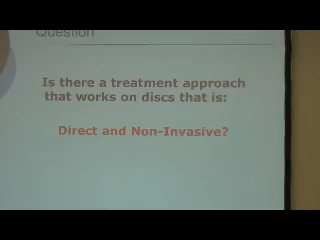 Question
Is there a treatment approach
that works on discs that is:
Direct and Non-Invasive?